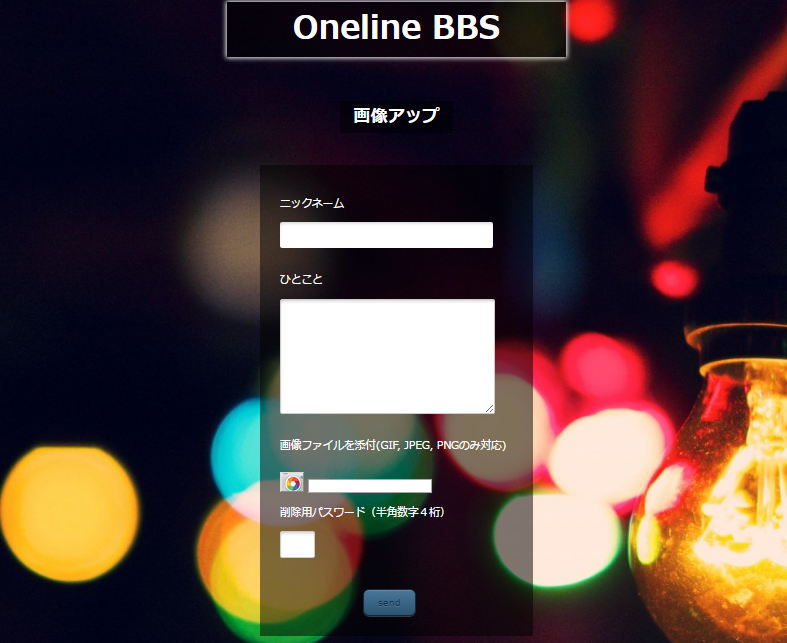 Oneline BBS
画像アップ
ニックネーム
ひとこと
画像ファイルを添付(GIF, JPEG, PNGのみ対応)
削除用パスワード（半角数字４桁）
send